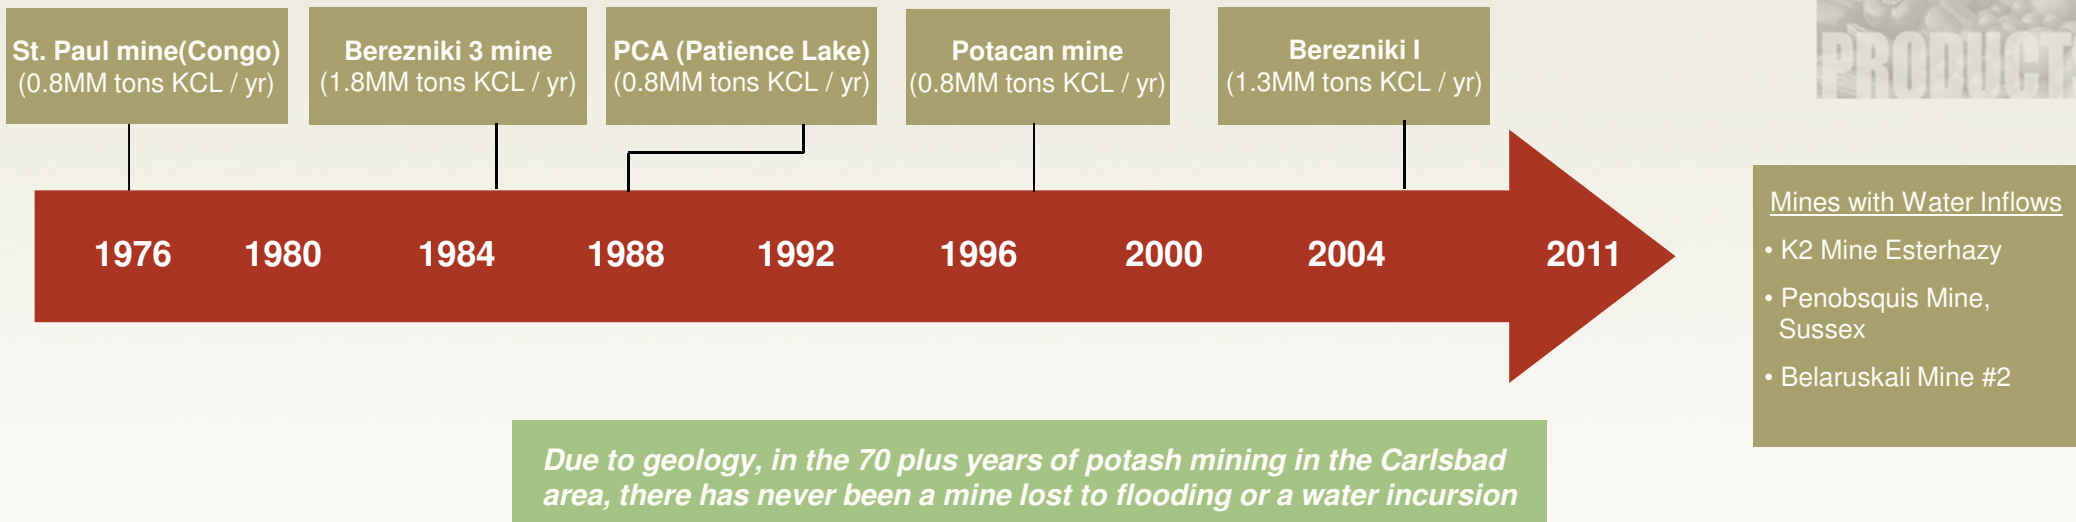 St. Paul mine(Congo)
(0.8MM tons KCL / yr)
Berezniki 3 mine
(1.8MM tons KCL / yr)
PCA (Patience Lake)
(0.8MM tons KCL / yr)
Potacan mine
(0.8MM tons KCL / yr)
Berezniki I
(1.3MM tons KCL / yr)
PRODUCTS
1976 1980 1984 1988 1992 1996 2000 2004 2011
Mines with Water Inflows
• K2 Mine Esterhazy
• Penobsquis Mine,
Sussex
• Belaruskali Mine #2
Due to geology, in the 70 plus years of potash mining in the Carlsbad
area, there has never been a mine lost to flooding or a water incursion